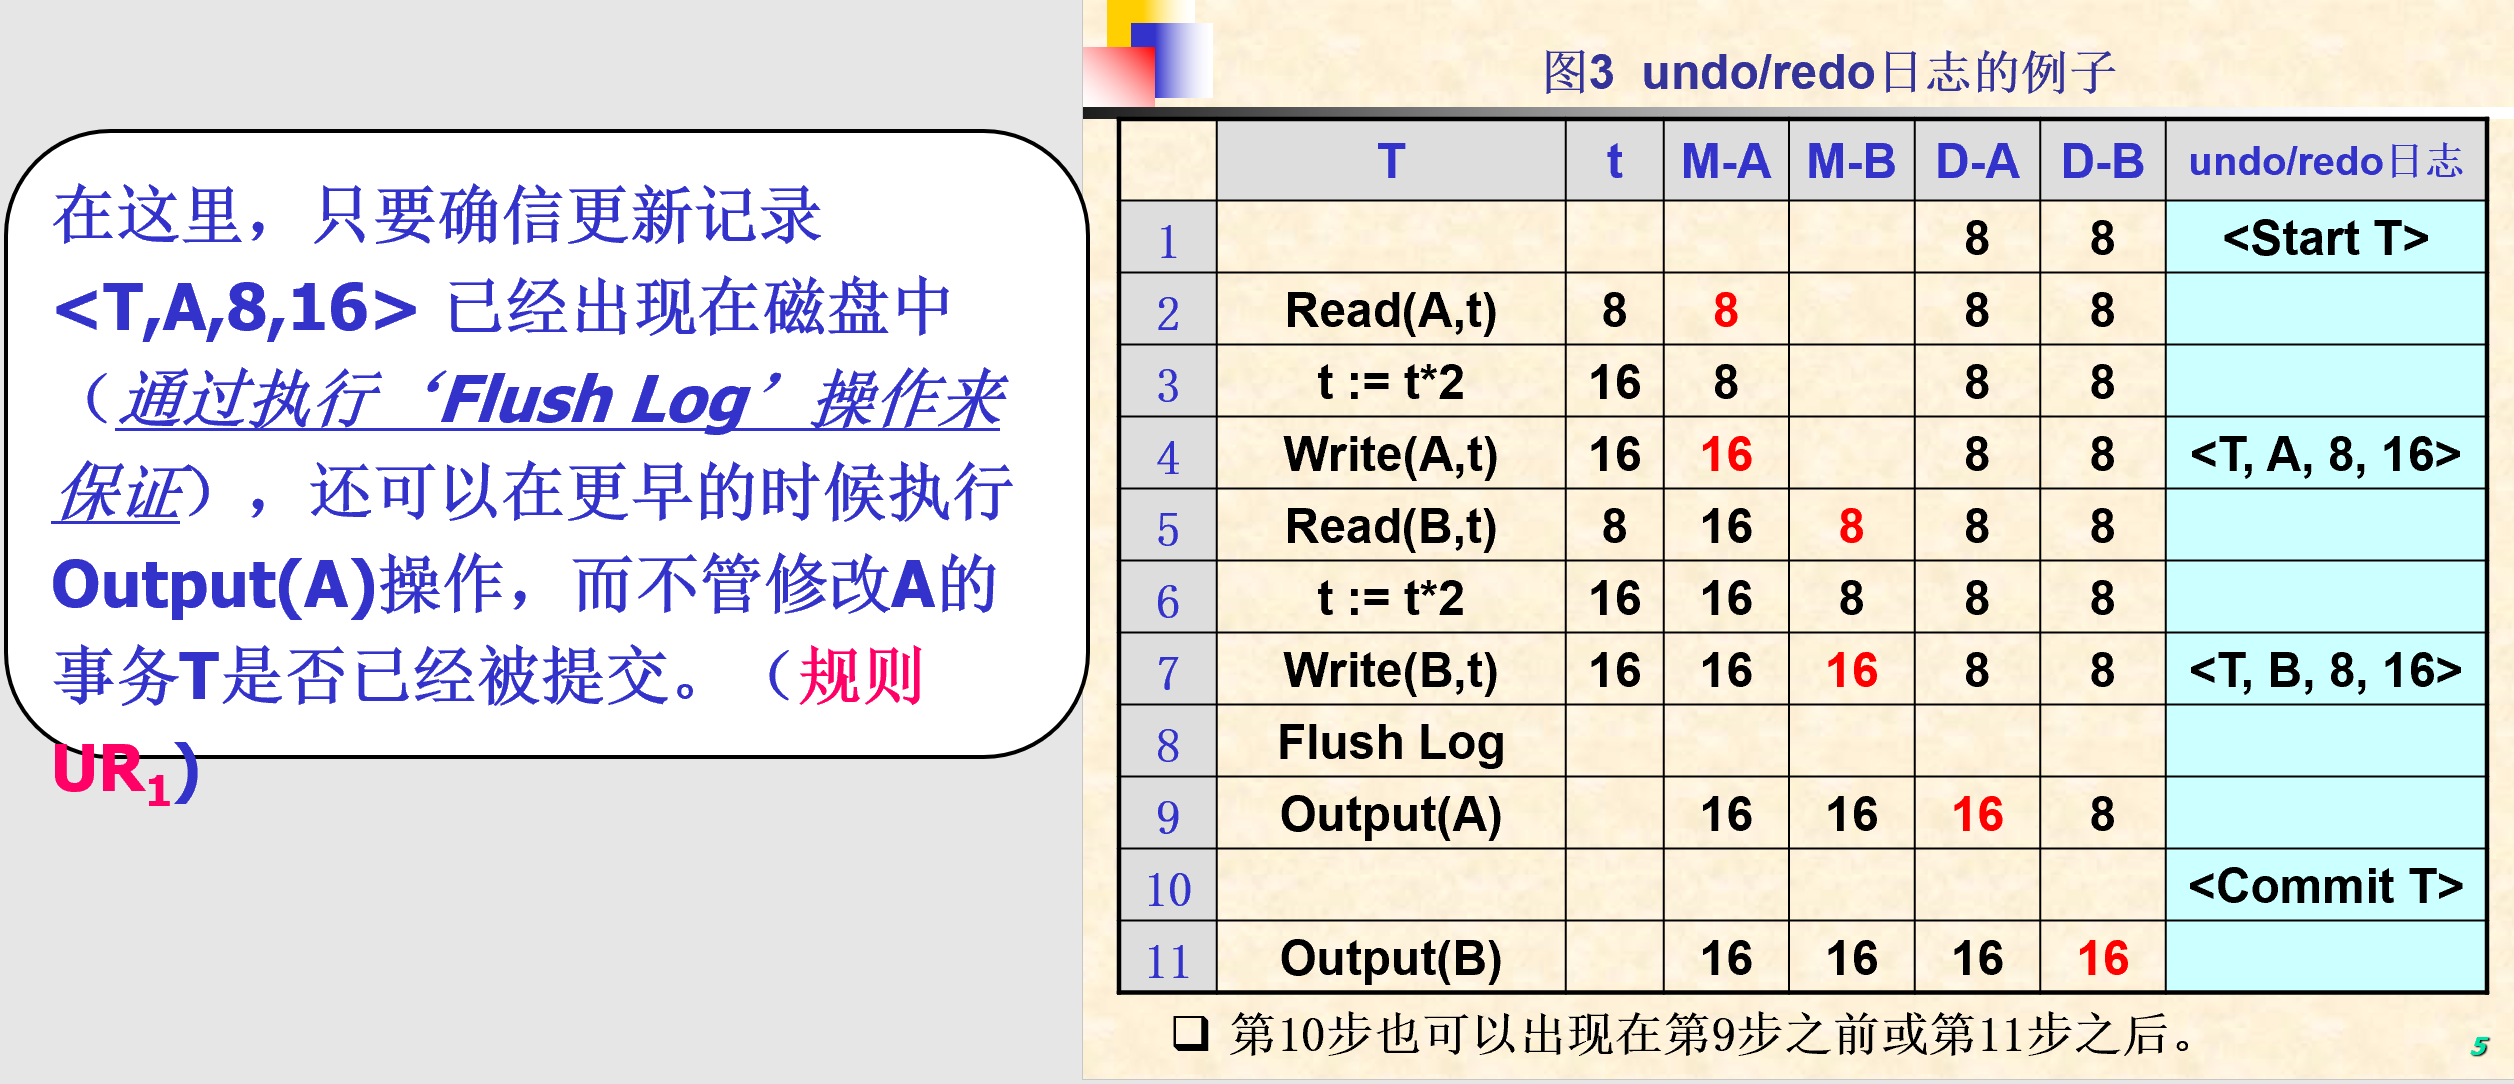 在这里，只要确信更新记录
<T,A,8,16> 已经出现在磁盘中
（通过执行‘Flush Log’操作来
保证），还可以在更早的时候执行
Output(A)操作，而不管修改A的
事务T是否已经被提交。（规则
UR1)
图3 undo/redo日志的例子
T t M-A M-B D-A D-B undo/redo日志
1 8 8 <Start T>
2 Read(A,t) 8 8 8 8
3 t := t*2 16 8 8 8
4 Write(A,t) 16 16 8 8 <T, A, 8, 16>
5 Read(B,t) 8 16 8 8 8
6 t := t*2 16 16 8 8 8
7 Write(B,t) 16 16 16 8 8 <T, B, 8, 16>
8 Flush Log
9 Output(A) 16 16 16 8
10 <Commit T>
11 Output(B) 16 16 16 16
❑ 第10步也可以出现在第9步之前或第11步之后。
5